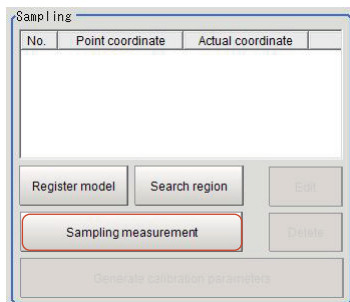 Sampling
No. Point coordinate Actual coordinate
Register model Search region Edit
Sampling measurement Delete
Generate calibration parameters